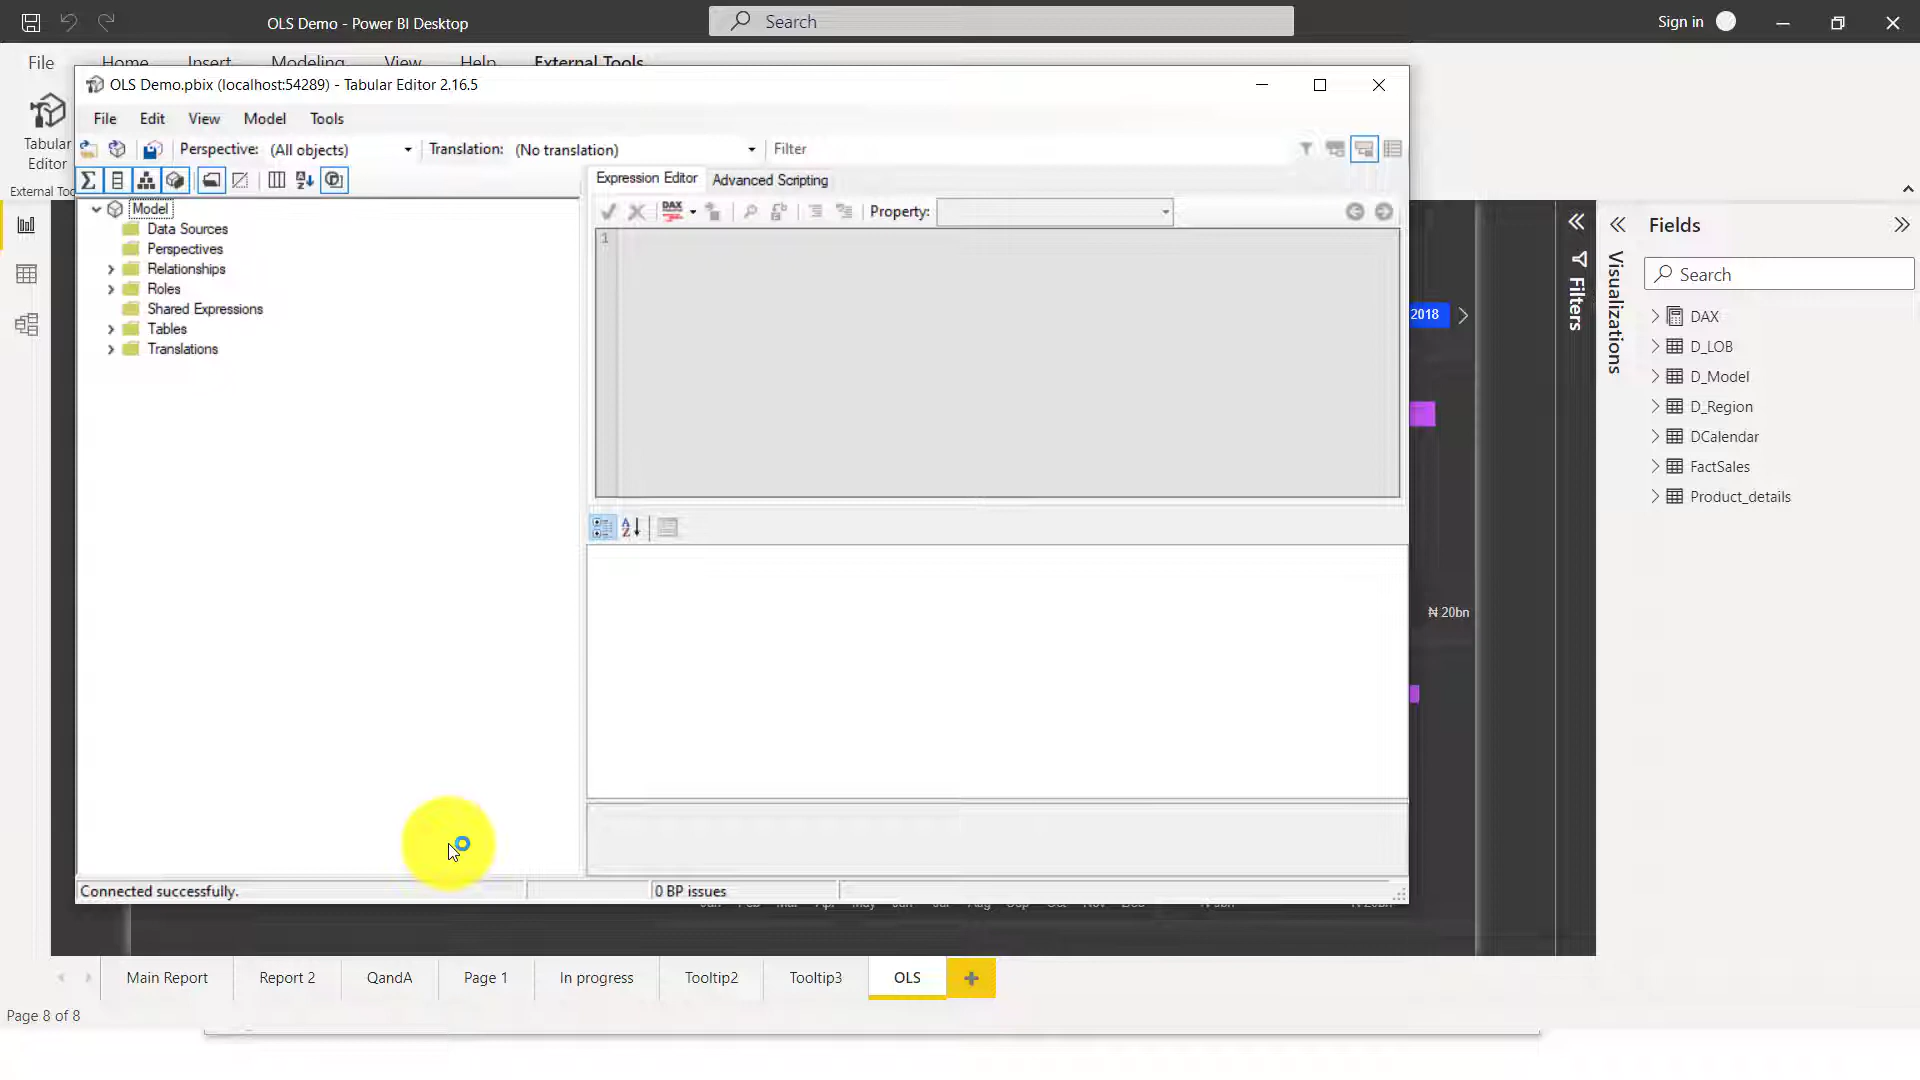 OLS Demo - Power BI Desktop
Search
Sign in
File Home Insert Modeling View Help External Tools
OLS Demo.pbix (localhost:54289) - Tabular Editor 2.16.5
File Edit View Model Tools
Tabular
Editor
Perspective: (All objects) Translation: (No translation) Filter
External
Expression Editor Advanced Scripting
DAX
Property:
1
Model
Data Sources
Perspectives
Relationships
Roles
Shared Expressions
Tables
Translations
Connected successfully.
0 BP issues
2018
₦ 20bn
Filters
Visualizations
Fields
Search
DAX
D_LOB
D_Model
D_Region
DCalendar
FactSales
Product_details
Main Report Report 2 QandA Page 1 In progress Tooltip2 Tooltip3 OLS
Page 8 of 8